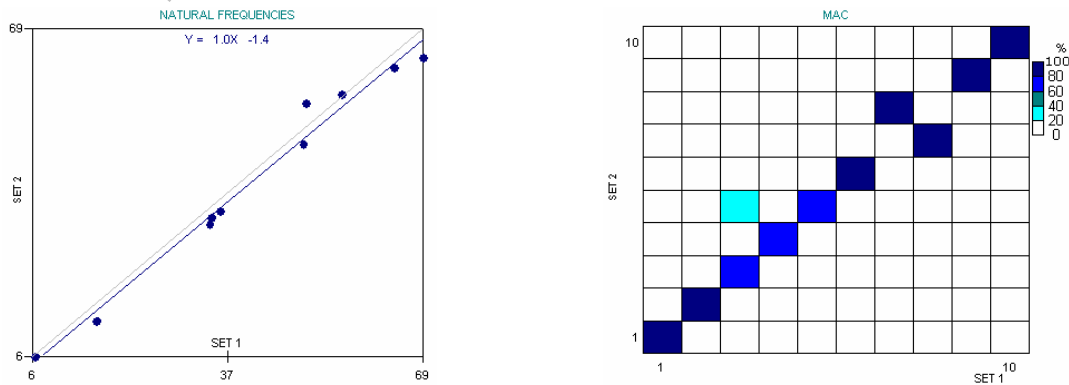 NATURAL FREQUENCIES
69
Y = 1.0X -1.4
SET 2
6
SET 1
6
37
69
MAC
10
%
100
80
60
40
20
0
SET 2
1
1
10
SET 1